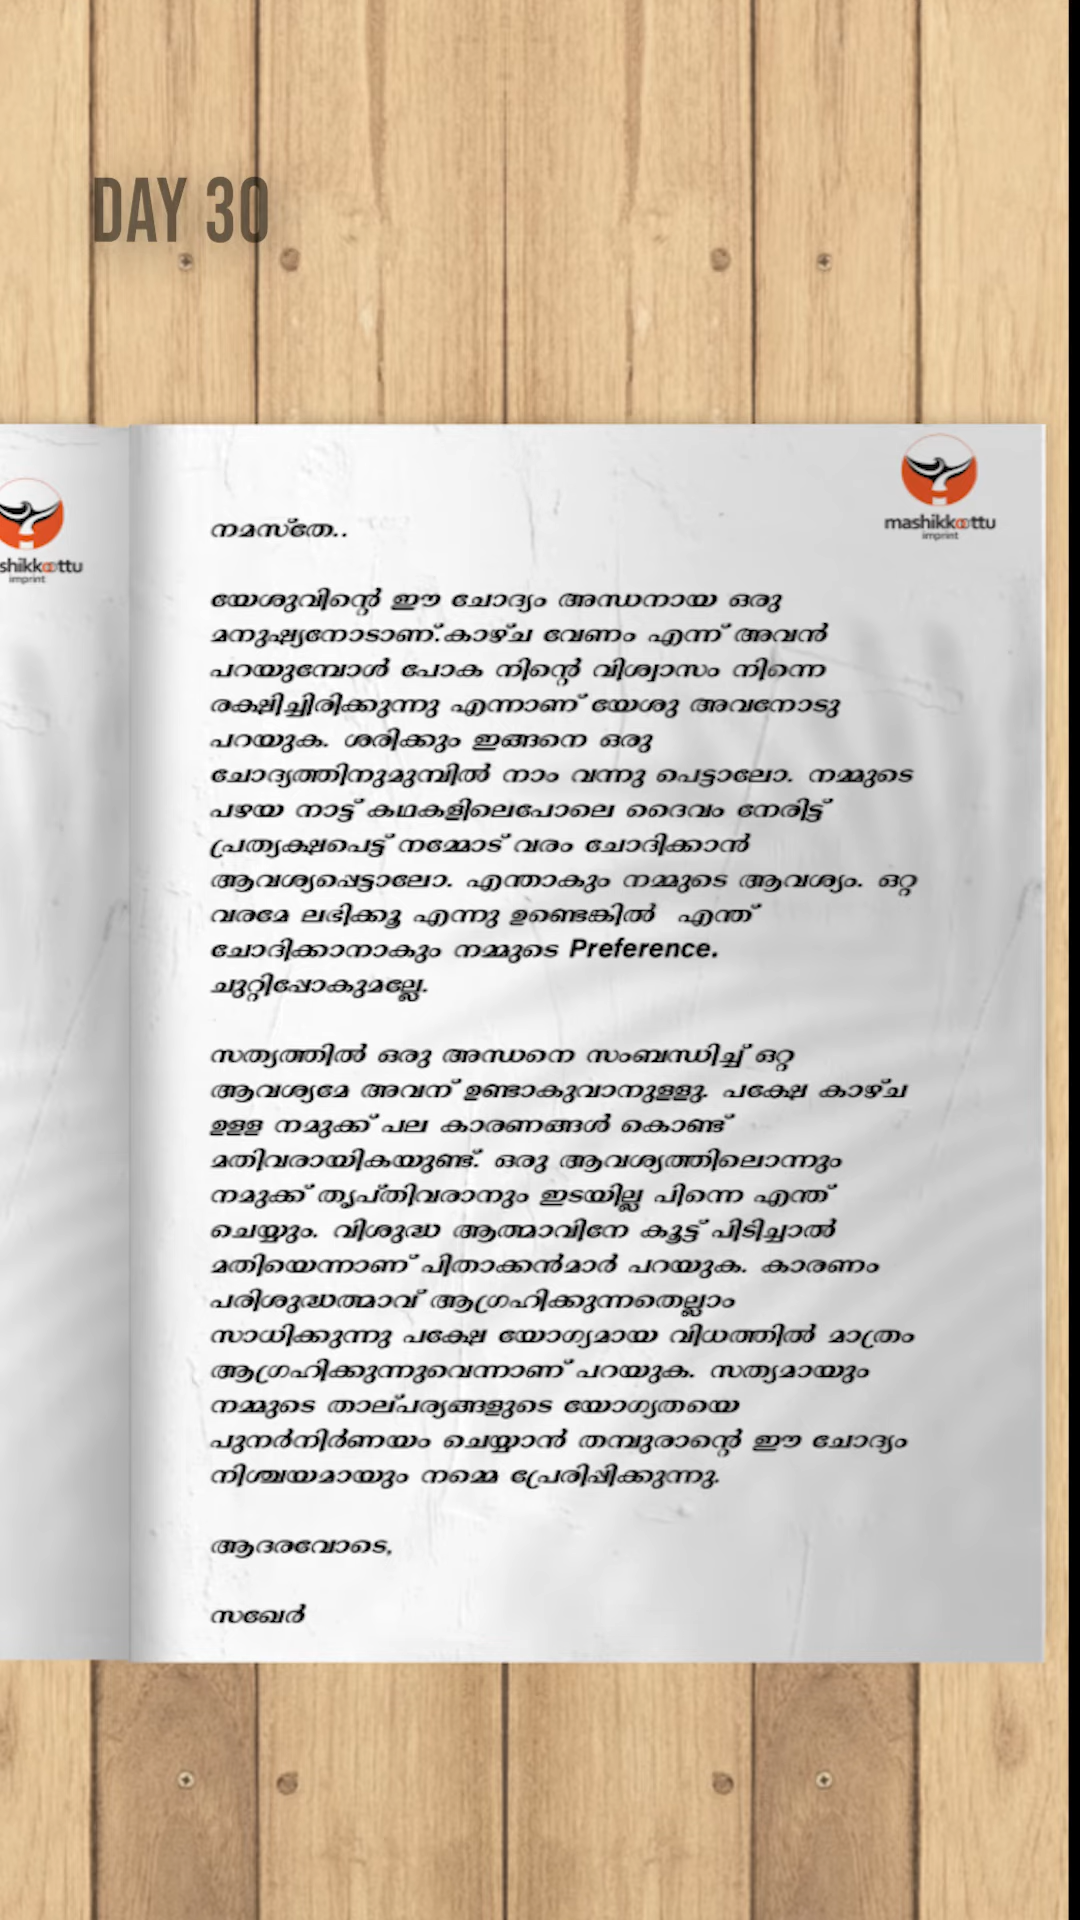 DAY 30
mashikkoottu
imprint
shikkoottu
imprint
നമസ്തേ..
യേശുവിന്റെ ഈ ചോദ്യം അന്ധനായ ഒരു
മനുഷ്യനോടാണ്.കാഴ്ച വേണം എന്ന് അവൻ
പറയുമ്പോൾ പോക നിന്റെ വിശ്വാസം നിന്നെ
രക്ഷിച്ചിരിക്കുന്നു എന്നാണ് യേശു അവനോടു
പറയുക. ശരിക്കും ഇങ്ങനെ ഒരു
ചോദ്യത്തിനുമുമ്പിൽ നാം വന്നു പെട്ടാലോ. നമ്മുടെ
പഴയ നാട്ട് കഥകളിലെപോലെ ദൈവം നേരിട്ട്
പ്രത്യക്ഷപെട്ട് നമ്മോട് വരം ചോദിക്കാൻ
ആവശ്യപ്പെട്ടാലോ. എന്താകും നമ്മുടെ ആവശ്യം. ഒറ്റ
വരമേ ലഭിക്കൂ എന്നു ഉണ്ടെങ്കിൽ എന്ത്
ചോദിക്കാനാകും നമ്മുടെ Preference.
ചുറ്റിപ്പോകുമല്ലേ.
സത്യത്തിൽ ഒരു അന്ധനെ സംബന്ധിച്ച് ഒറ്റ
ആവശ്യമേ അവന് ഉണ്ടാകുവാനുള്ളു. പക്ഷേ കാഴ്ച
ഉള്ള നമുക്ക് പല കാരണങ്ങൾ കൊണ്ട്
മതിവരായികയുണ്ട്. ഒരു ആവശ്യത്തിലൊന്നും
നമുക്ക് തൃപ്തിവരാനും ഇടയില്ല പിന്നെ എന്ത്
ചെയ്യും. വിശുദ്ധ ആത്മാവിനേ കൂട്ട് പിടിച്ചാൽ
മതിയെന്നാണ് പിതാക്കൻമാർ പറയുക. കാരണം
പരിശുദ്ധത്മാവ് ആഗ്രഹിക്കുന്നതെല്ലാം
സാധിക്കുന്നു പക്ഷേ യോഗ്യമായ വിധത്തിൽ മാത്രം
ആഗ്രഹിക്കുന്നുവെന്നാണ് പറയുക. സത്യമായും
നമ്മുടെ താല്പര്യങ്ങളുടെ യോഗ്യതയെ
പുനർനിർണയം ചെയ്യാൻ തമ്പുരാന്റെ ഈ ചോദ്യം
നിശ്ചയമായും നമ്മെ പ്രേരിപ്പിക്കുന്നു.
ആദരവോടെ,
സഖേർ